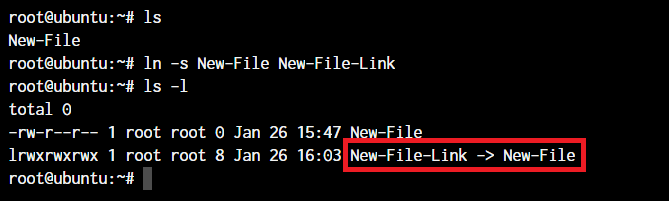 root@ubuntu:~# ls
New-File
root@ubuntu:~# ln -s New-File New-File-Link
root@ubuntu:~# ls -l
total 0
-rw-r--r-- 1 root root 0 Jan 26 15:47 New-File
lrwxrwxrwx 1 root root 8 Jan 26 16:03 New-File-Link -> New-File
root@ubuntu:~#